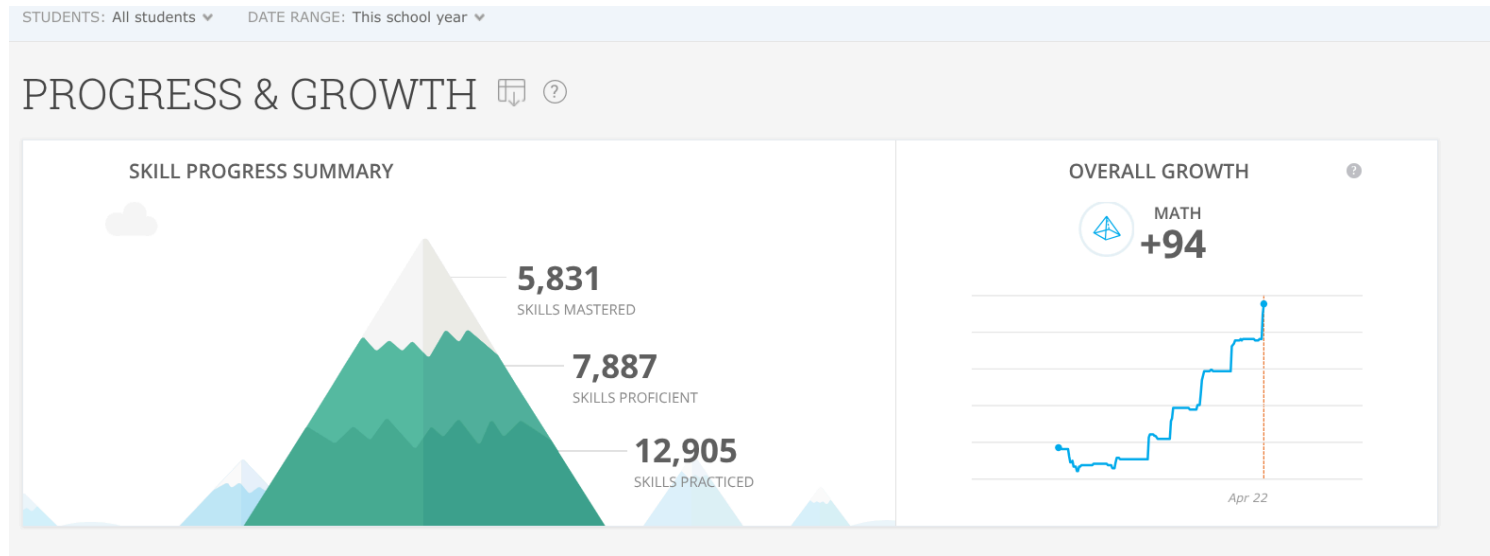 STUDENTS: All students DATE RANGE: This school year
PROGRESS & GROWTH ?
SKILL PROGRESS SUMMARY
5,831
SKILLS MASTERED
7,887
SKILLS PROFICIENT
12,905
SKILLS PRACTICED
OVERALL GROWTH ?
MATH
+94
Apr 22